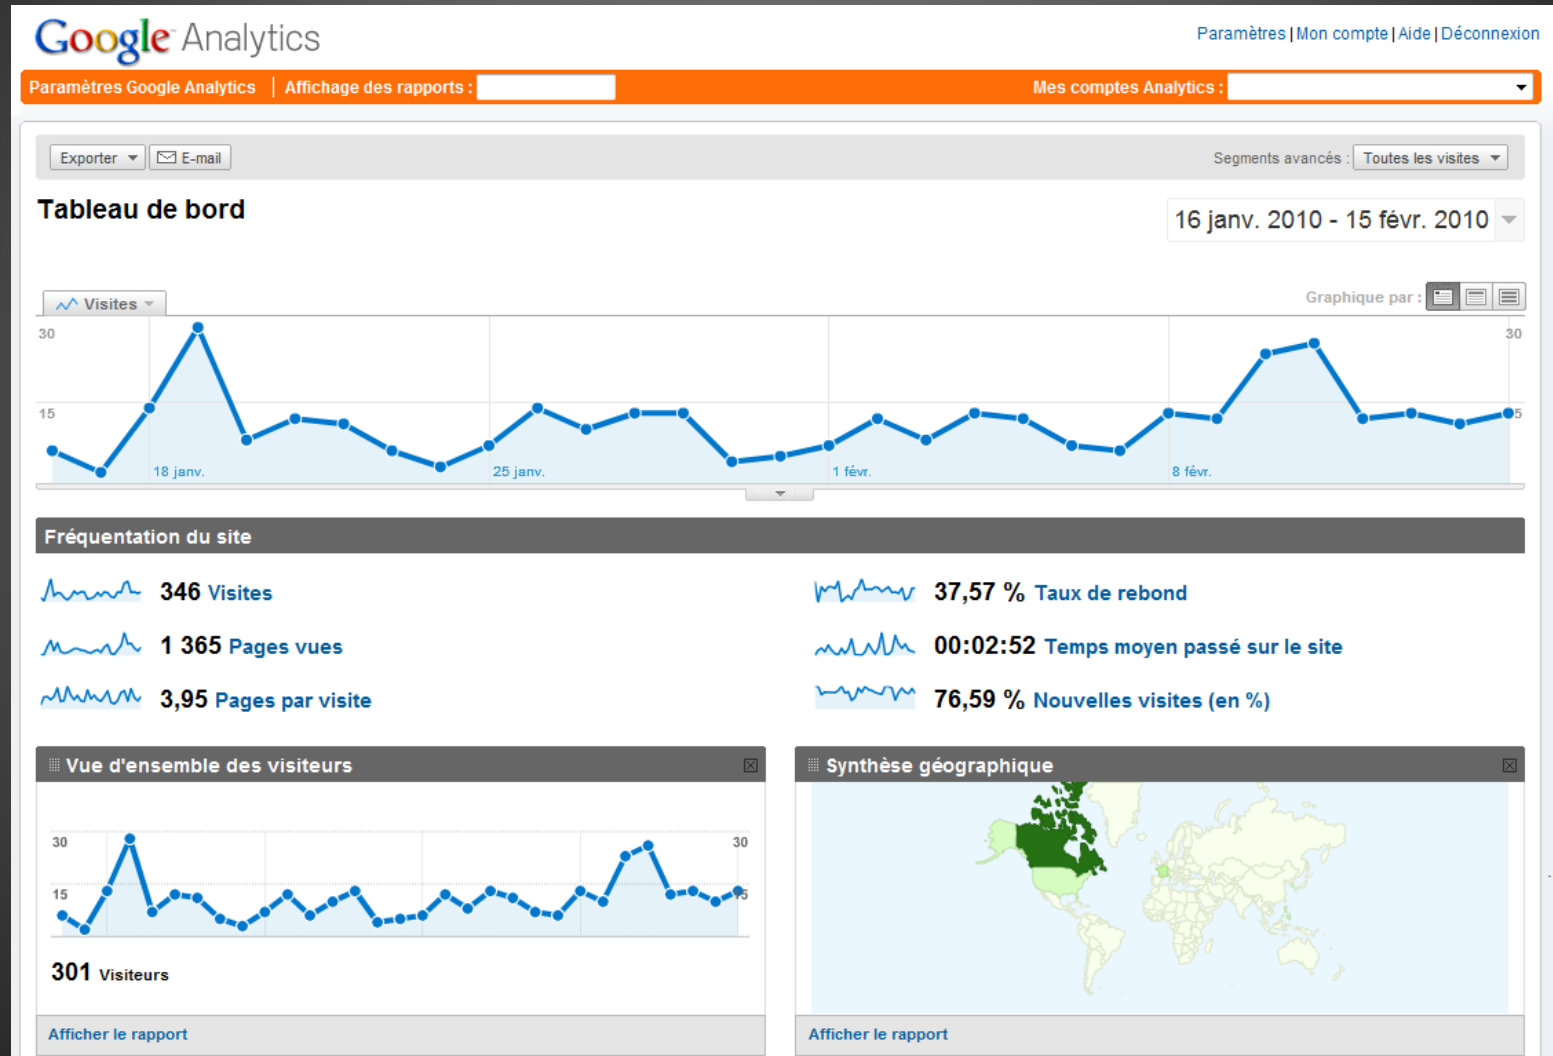 Google Analytics
Paramètres | Mon compte | Aide | Déconnexion
Paramètres Google Analytics | Affichage des rapports :
Mes comptes Analytics :
Exporter
E-mail
Segments avancés : Toutes les visites
Tableau de bord
16 janv. 2010 - 15 févr. 2010
Visites
Graphique par :
30
30
15
5
18 janv.
25 janv.
1 févr.
8 févr.
Fréquentation du site
346 Visites
37,57 % Taux de rebond
1 365 Pages vues
00:02:52 Temps moyen passé sur le site
3,95 Pages par visite
76,59 % Nouvelles visites (en %)
Vue d'ensemble des visiteurs
Synthèse géographique
30
30
15
5
301 Visiteurs
Afficher le rapport
Afficher le rapport